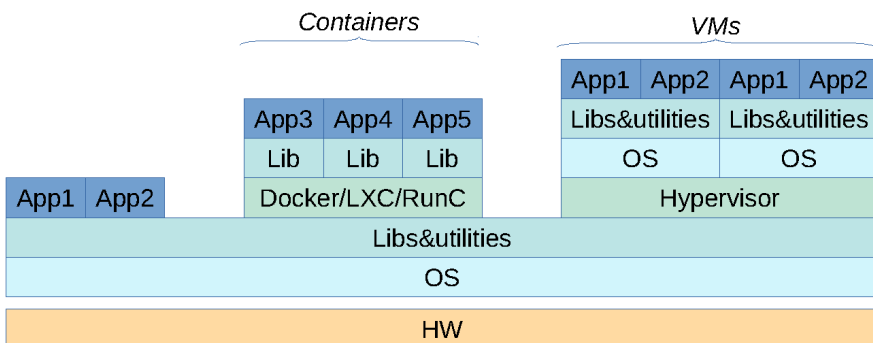 Containers VMs
App1 App2 App1 App2
App3 App4 App5 Libs&utilities Libs&utilities
Lib Lib Lib OS OS
App1 App2 Docker/LXC/RunC Hypervisor
Libs&utilities
OS
HW